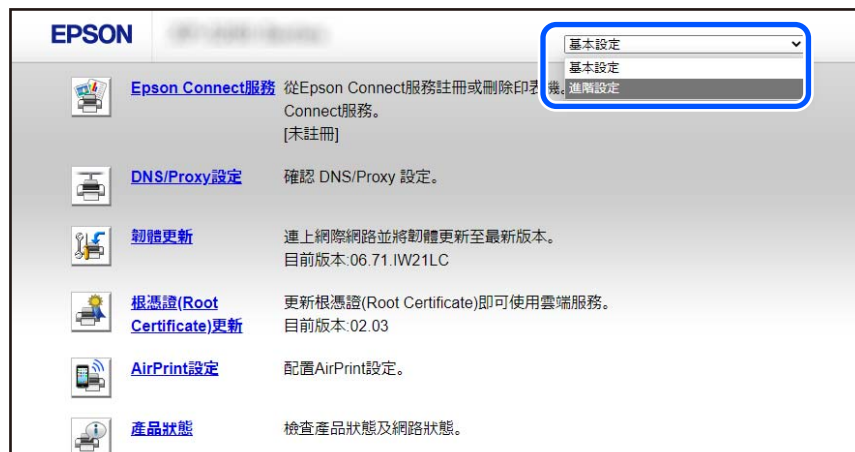 EPSON
基本設定
基本設定
進階設定
Epson Connect服務
從Epson Connect服務註冊或刪除印表機。
Connect服務。
[未註冊]
DNS/Proxy設定
確認 DNS/Proxy 設定。
韌體更新
連上網際網路並將韌體更新至最新版本。
目前版本:06.71.IW21LC
根憑證(Root
Certificate)更新
更新根憑證(Root Certificate)即可使用雲端服務。
目前版本:02.03
AirPrint設定
配置AirPrint設定。
產品狀態
檢查產品狀態及網路狀態。